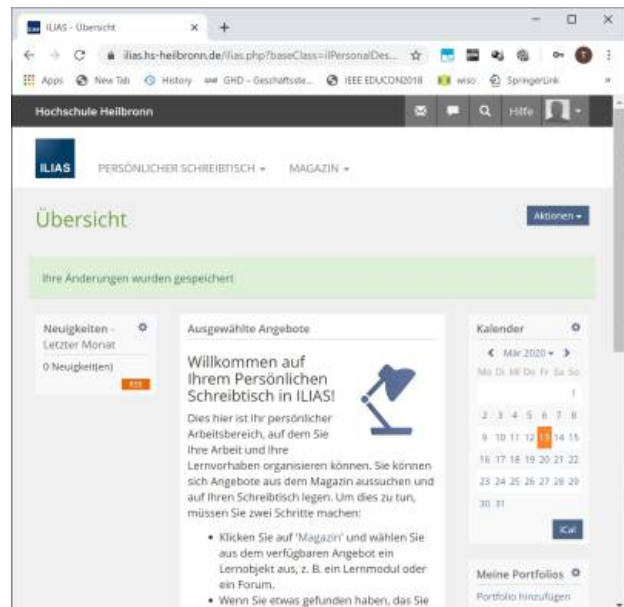 ILIAS - Übersicht
ilias.hs-heilbronn.de/ilias.php?baseClass=ilPersonalDes...
Apps New Tab History GHD - Geschäftsste... IEEE EDUCON2018 wiso SpringerLink »
Hochschule Heilbronn Hilfe
ILIAS PERSÖNLICHER SCHREIBTISCH MAGAZIN
Übersicht Aktionen
Ihre Änderungen wurden gespeichert
Neuigkeiten -
Letzter Monat
0 Neuigkeit(en)
RSS
Ausgewählte Angebote
Willkommen auf
Ihrem Persönlichen
Schreibtisch in ILIAS!
Dies hier ist Ihr persönlicher
Arbeitsbereich, auf dem Sie
Ihre Arbeit und Ihre
Lernvorhaben organisieren können. Sie können
sich Angebote aus dem Magazin aussuchen und
auf Ihren Schreibtisch legen. Um dies zu tun,
müssen Sie zwei Schritte machen:
• Klicken Sie auf 'Magazin' und wählen Sie
aus dem verfügbaren Angebot ein
Lernobjekt aus, z. B. ein Lernmodul oder
ein Forum.
• Wenn Sie etwas gefunden haben, das Sie
Kalender
Mär 2020
Mo Di Mi Do Fr Sa So
1
2 3 4 5 6 7 8
9 10 11 12 13 14 15
16 17 18 19 20 21 22
23 24 25 26 27 28 29
30 31
iCal
Meine Portfolios
Portfolio hinzufügen